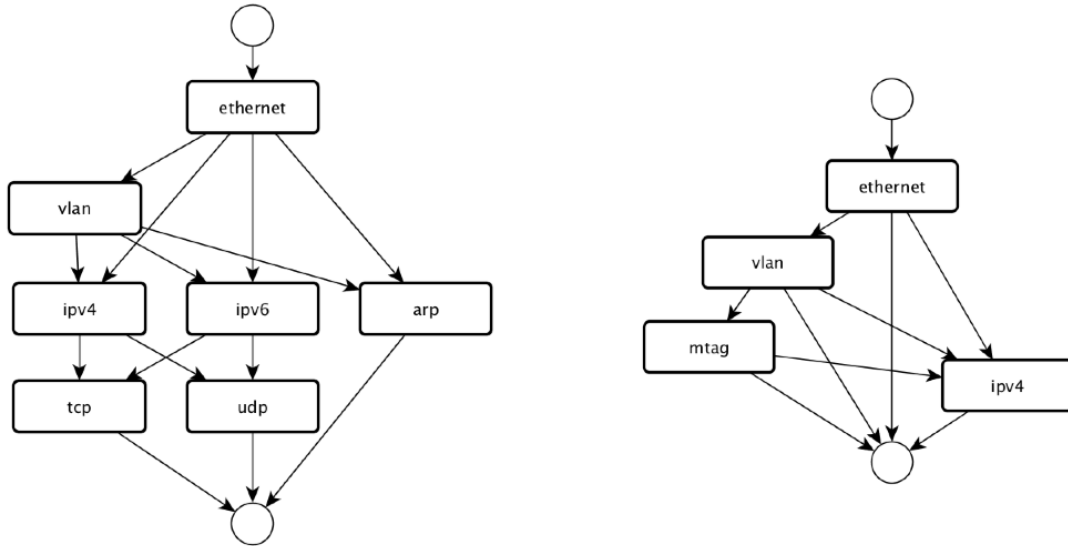 ethernet
vlan
ipv4
ipv6
arp
tcp
udp
ethernet
vlan
mtag
ipv4